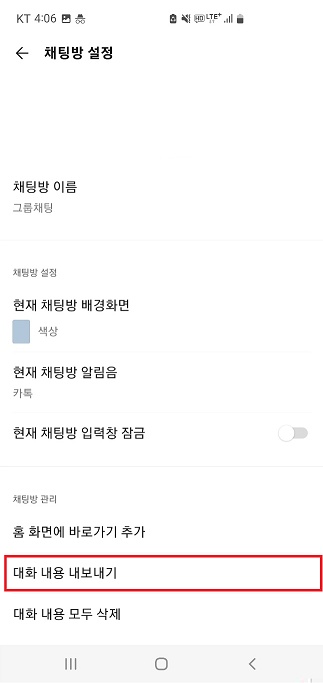 KT 4:06 LTE+
채팅방 설정
채팅방 이름
그룹채팅
채팅방 설정
현재 채팅방 배경화면
색상
현재 채팅방 알림음
카톡
현재 채팅방 입력창 잠금
채팅방 관리
홈 화면에 바로가기 추가
대화 내용 내보내기
대화 내용 모두 삭제